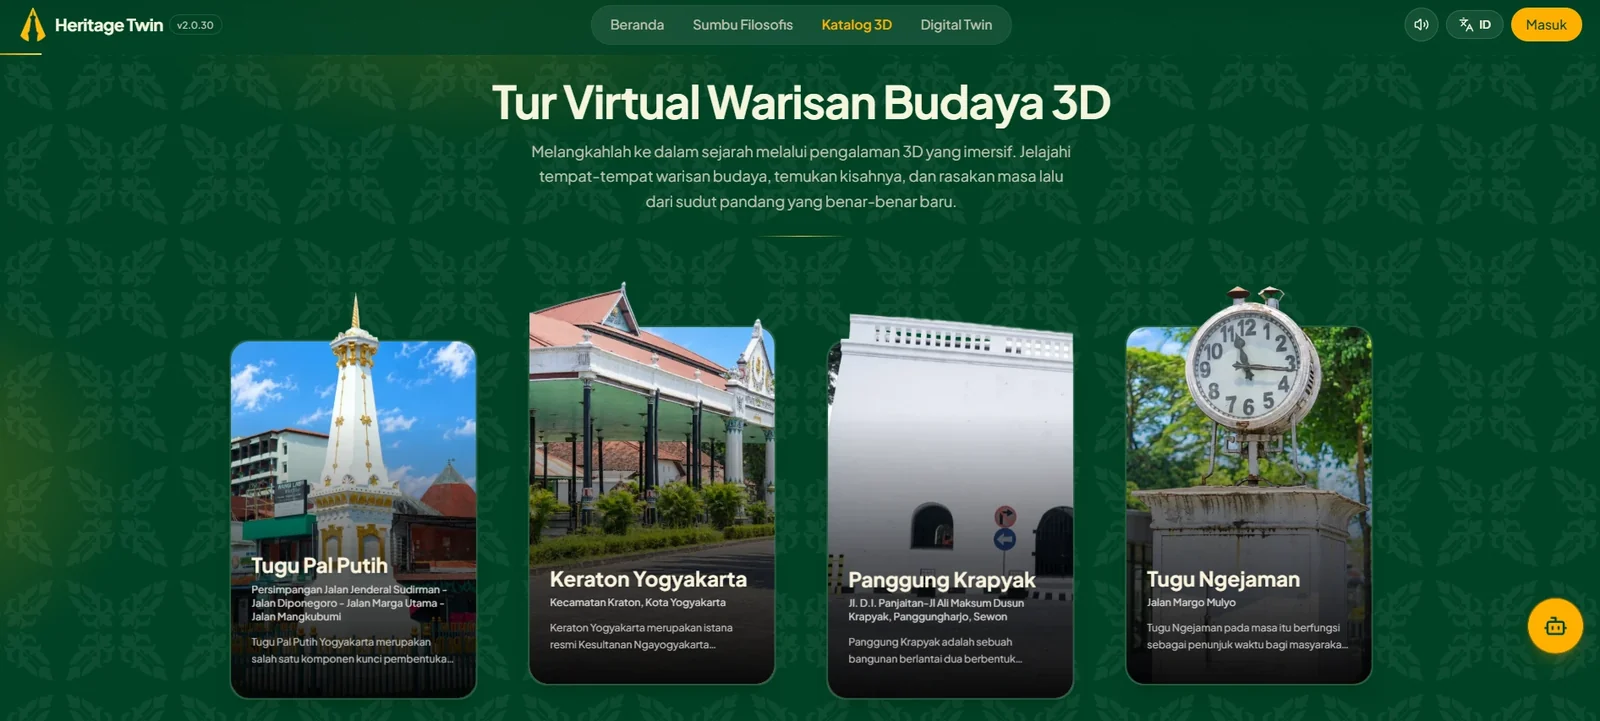 Heritage Twin
v2.0.30
Beranda
Sumbu Filosofis
Katalog 3D
Digital Twin
ID
Masuk
Tur Virtual Warisan Budaya 3D
Melangkahlah ke dalam sejarah melalui pengalaman 3D yang imersif. Jelajahi
tempat-tempat warisan budaya, temukan kisahnya, dan rasakan masa lalu
dari sudut pandang yang benar-benar baru.
Tugu Pal Putih
Persimpangan Jalan Jenderal Sudirman -
Jalan Diponegoro - Jalan Marga Utama -
Jalan Mangkubumi
Tugu Pal Putih Yogyakarta merupakan
salah satu komponen kunci pembentuka...
Keraton Yogyakarta
Kecamatan Kraton, Kota Yogyakarta
Keraton Yogyakarta merupakan istana
resmi Kesultanan Ngayogyakarta...
Panggung Krapyak
Jl. D.I. Panjaitan-Jl Ali Maksum Dusun
Krapyak, Panggungharjo, Sewon
Panggung Krapyak adalah sebuah
bangunan berlantai dua berbentuk...
11 12 1
10 2
9 3
8 4
7 6 5
Tugu Ngejaman
Jalan Margo Mulyo
Tugu Ngejaman pada masa itu berfungsi
sebagai penunjuk waktu bagi masyaraka...